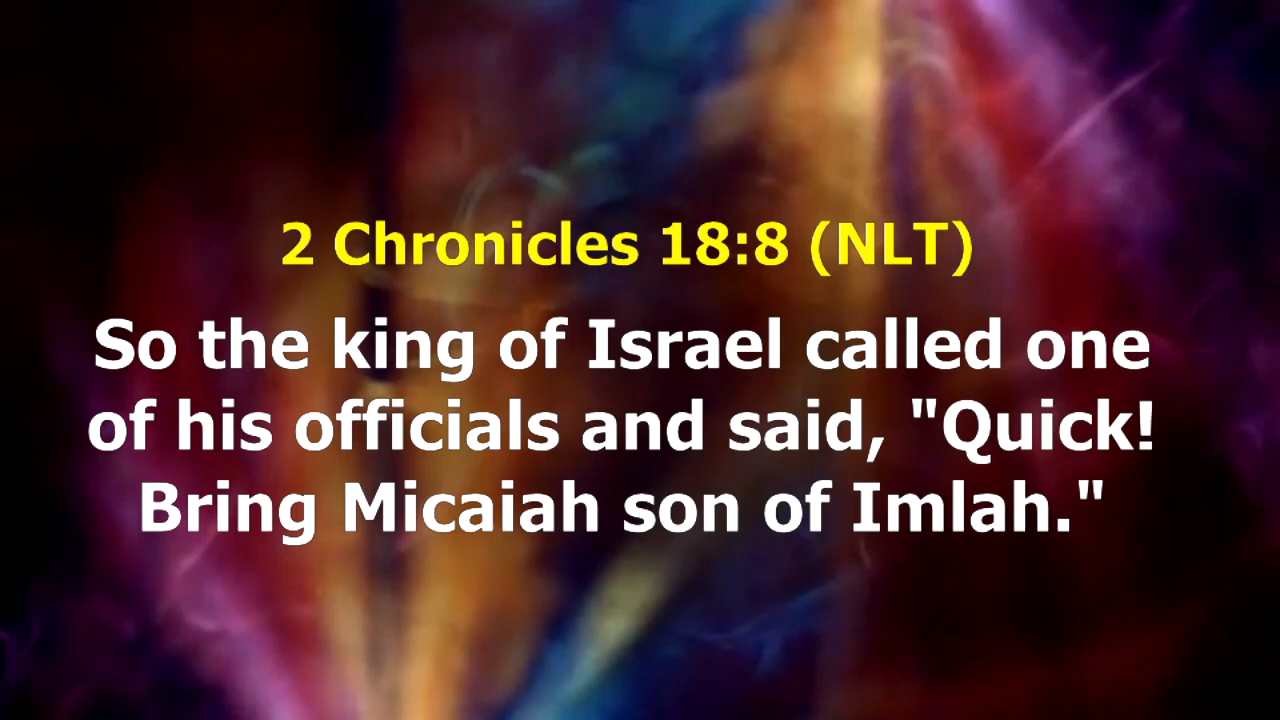 2 Chronicles 18:8 (NLT)
So the king of Israel called one
of his officials and said, "Quick!
Bring Micaiah son of Imlah."